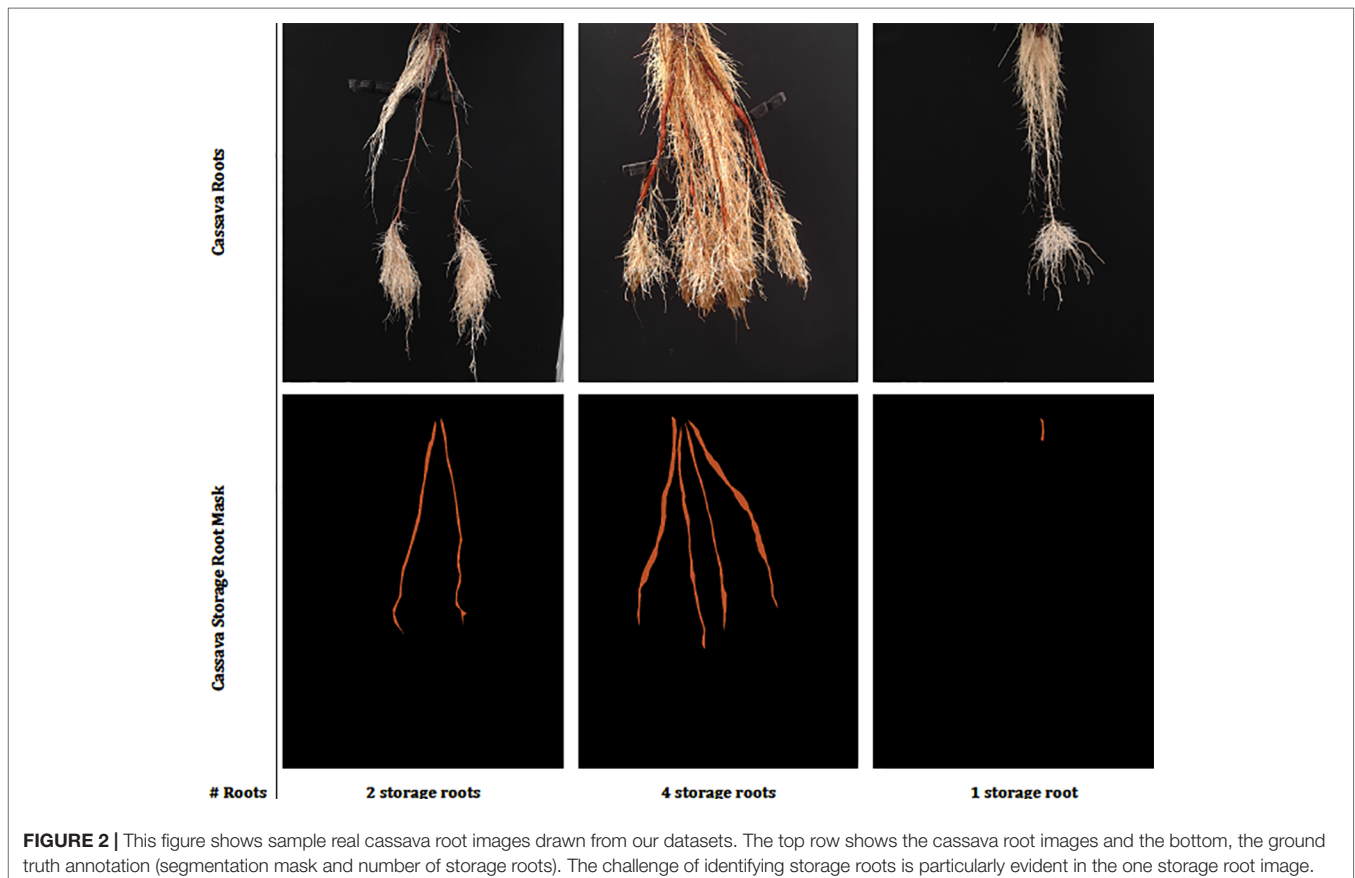 Cassava Roots
Cassava Storage Root Mask
# Roots
2 storage roots
4 storage roots
1 storage root
FIGURE 2 | This figure shows sample real cassava root images drawn from our datasets. The top row shows the cassava root images and the bottom, the ground
truth annotation (segmentation mask and number of storage roots). The challenge of identifying storage roots is particularly evident in the one storage root image.